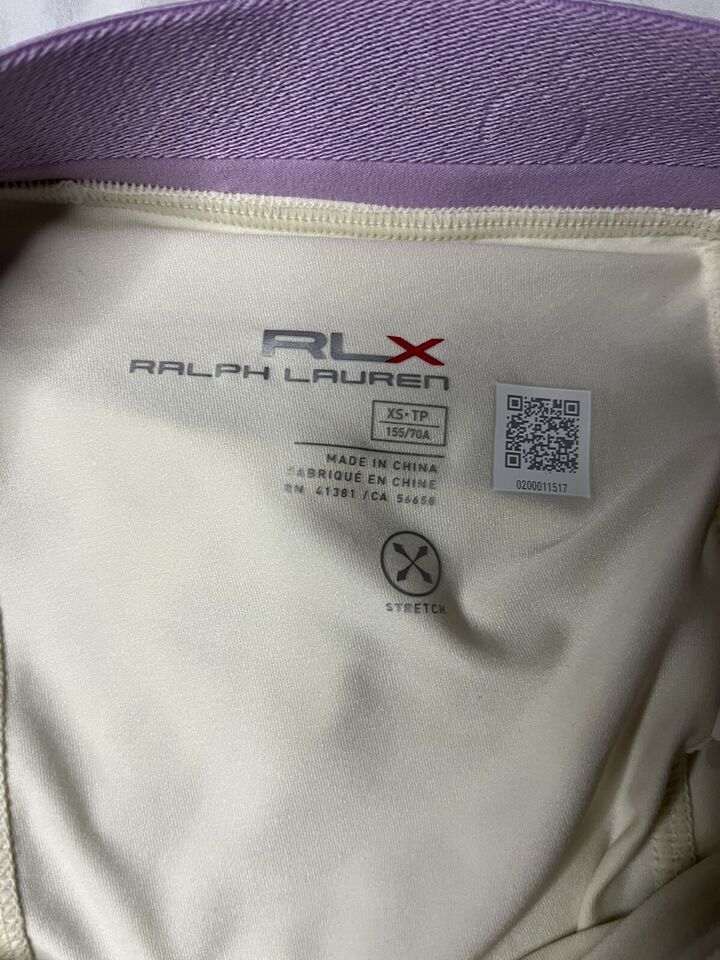 RLX
RALPH LAUREN
XS•TP
155/70A
MADE IN CHINA
FABRIQUÉ EN CHINE
RN 41381 / CA 56658
STRETCH
0200011517